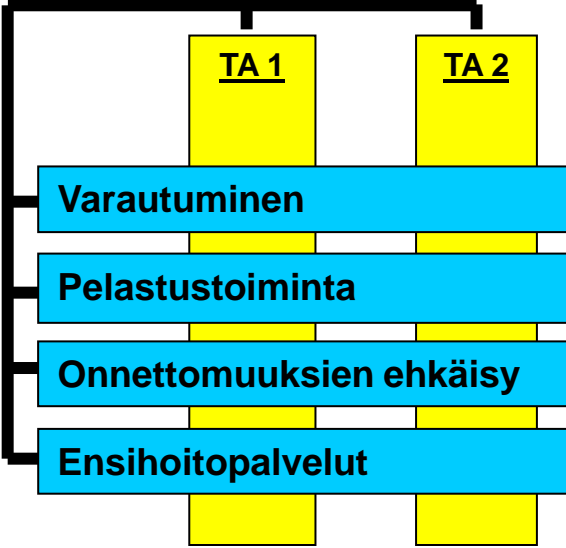 TA 1
TA 2
Varautuminen
Pelastustoiminta
Onnettomuuksien ehkäisy
Ensihoitopalvelut